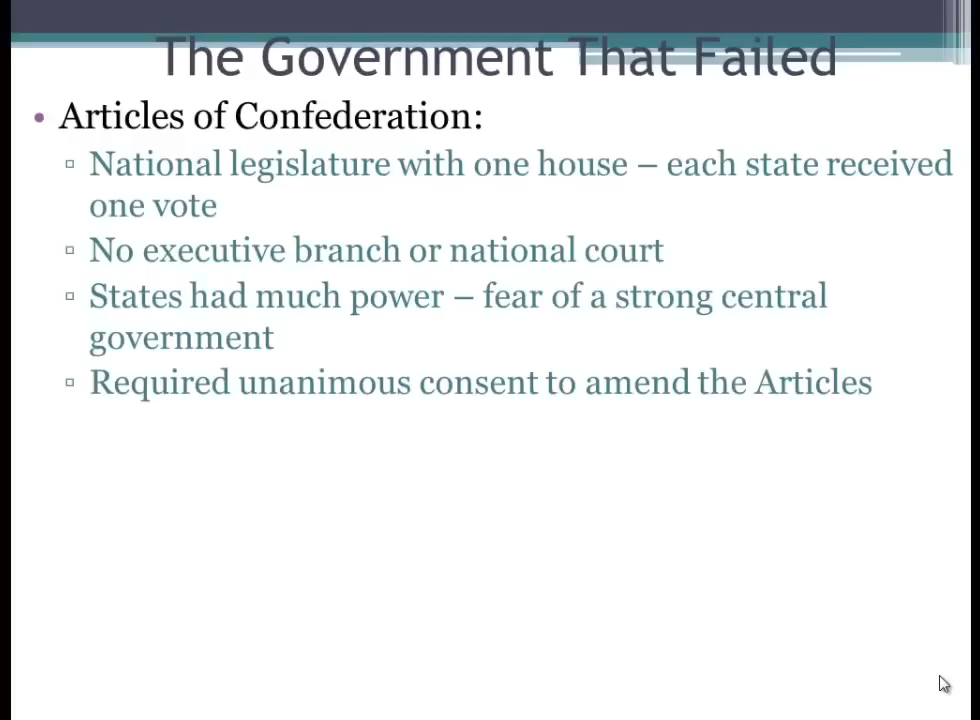 The Government That Failed
• Articles of Confederation:
▫ National legislature with one house – each state received
one vote
▫ No executive branch or national court
▫ States had much power – fear of a strong central
government
▫ Required unanimous consent to amend the Articles